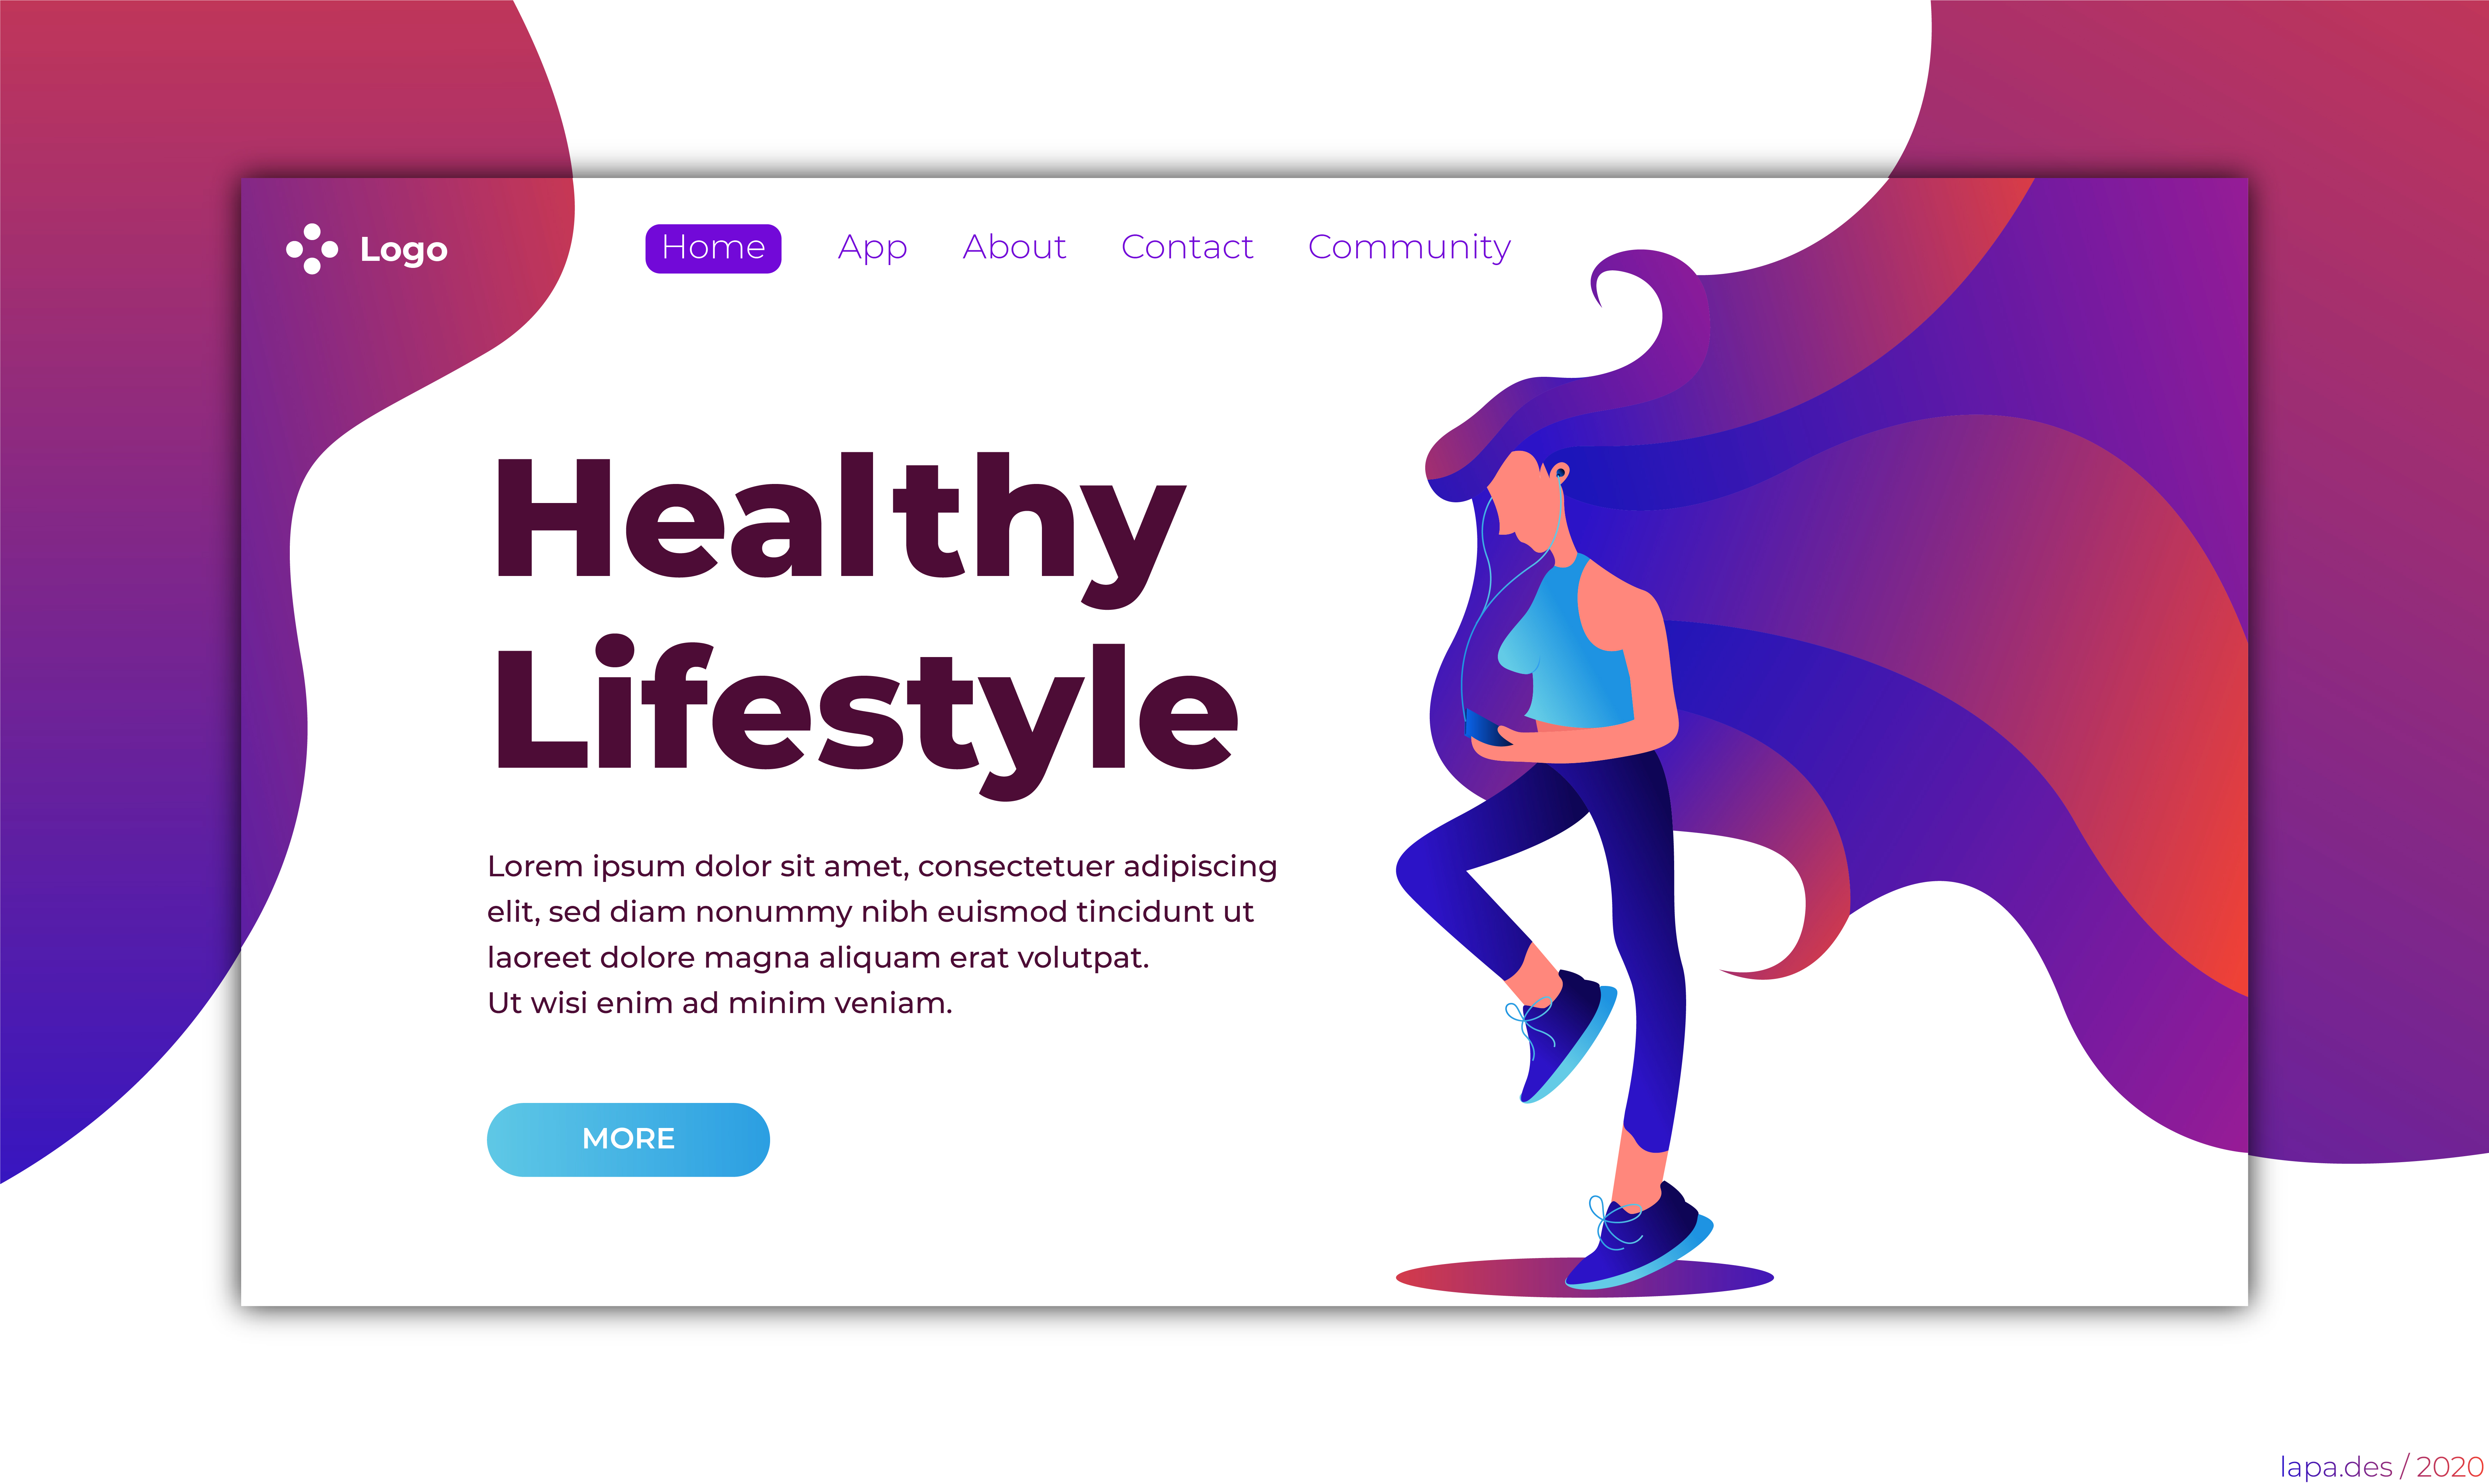 Logo
Home App About Contact Community
Healthy
Lifestyle
Lorem ipsum dolor sit amet, consectetuer adipiscing
elit, sed diam nonummy nibh euismod tincidunt ut
laoreet dolore magna aliquam erat volutpat.
Ut wisi enim ad minim veniam.
MORE
lapa.des / 2020